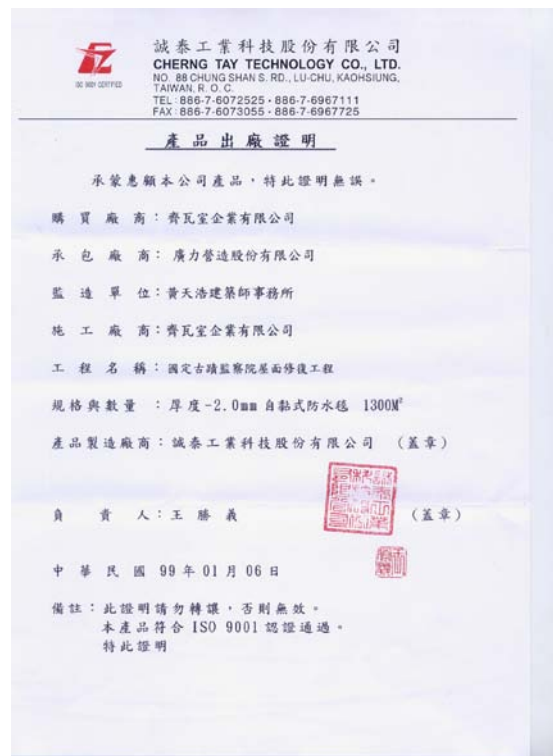 誠泰工業科技股份有限公司
CHERNG TAY TECHNOLOGY CO., LTD.
NO. 88 CHUNG SHAN S. RD., LU-CHU, KAOHSIUNG,
TAIWAN, R. O. C.
TEL:886-7-6072525·886-7-6967111
FAX:886-7-6073055·886-7-6967725
ISO 9001 CERTIFIED
產品出廠證明
承蒙惠顧本公司產品,特此證明無誤。
購買廠商:齊瓦室企業有限公司
承包廠商:廣力營造股份有限公司
監造單位:黃天浩建築師事務所
施工廠商:齊瓦室企業有限公司
工程名稱:國定古蹟監察院屋面修復工程
規格與數量 :厚度-2.0mm 自黏式防水毯 1300M²
產品製造廠商:誠泰工業科技股份有限公司 (蓋章)
負責人:王勝義 (蓋章)
中華民國 99年01月06日
備註:此證明請勿轉讓,否則無效。
本產品符合 ISO 9001 認證通過。
特此證明